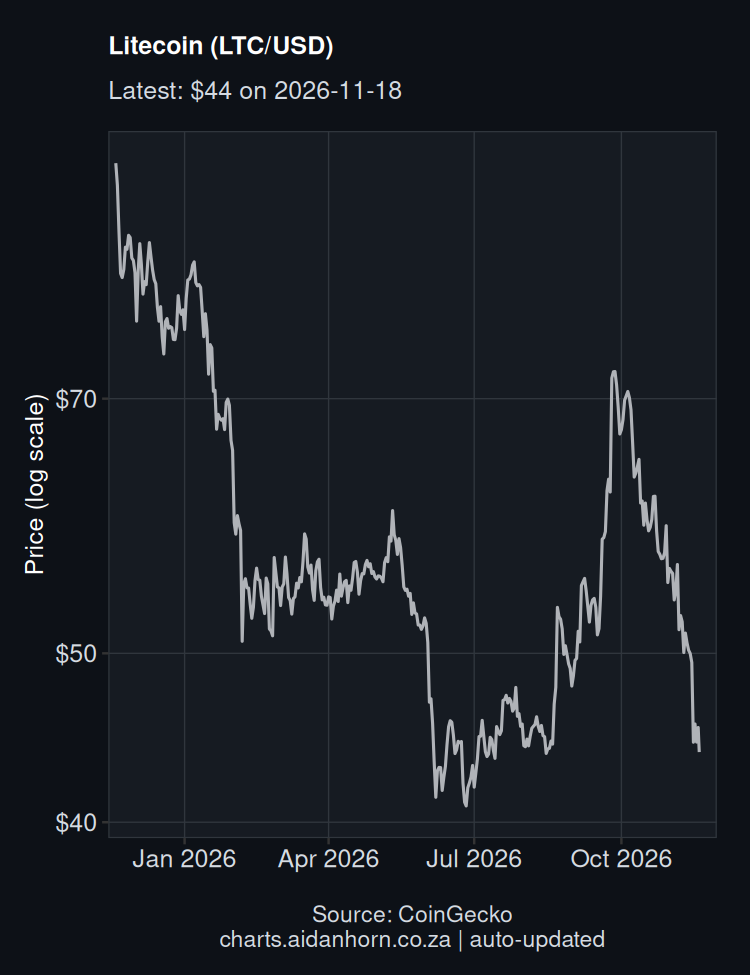 Litecoin (LTC/USD)
Latest: $44 on 2026-11-18
Price (log scale)
$70
$50
$40
Jan 2026
Apr 2026
Jul 2026
Oct 2026
Source: CoinGecko
charts.aidanhorn.co.za | auto-updated